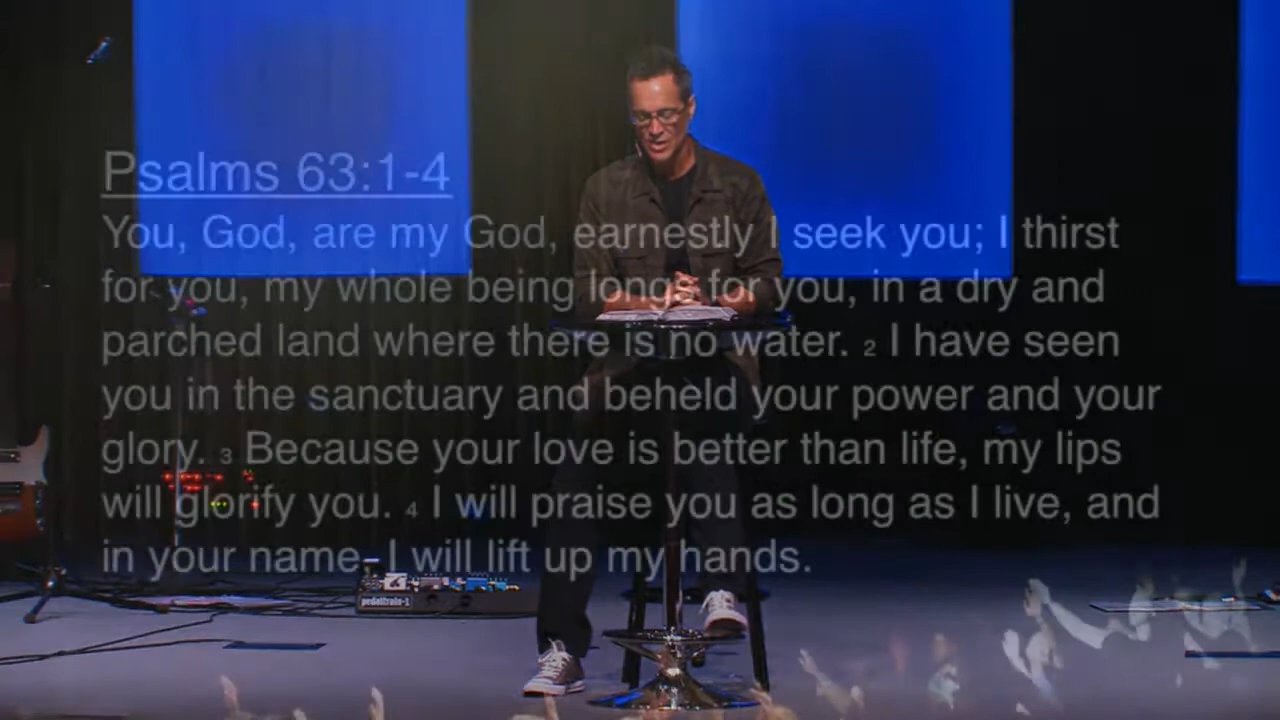 Psalms 63:1-4
You, God, are my God, earnestly I seek you; I thirst
for you, my whole being longs for you, in a dry and
parched land where there is no water. 2 I have seen
you in the sanctuary and beheld your power and your
glory. 3 Because your love is better than life, my lips
will glorify you. 4 I will praise you as long as I live, and
in your name I will lift up my hands.
pedaltrain-1